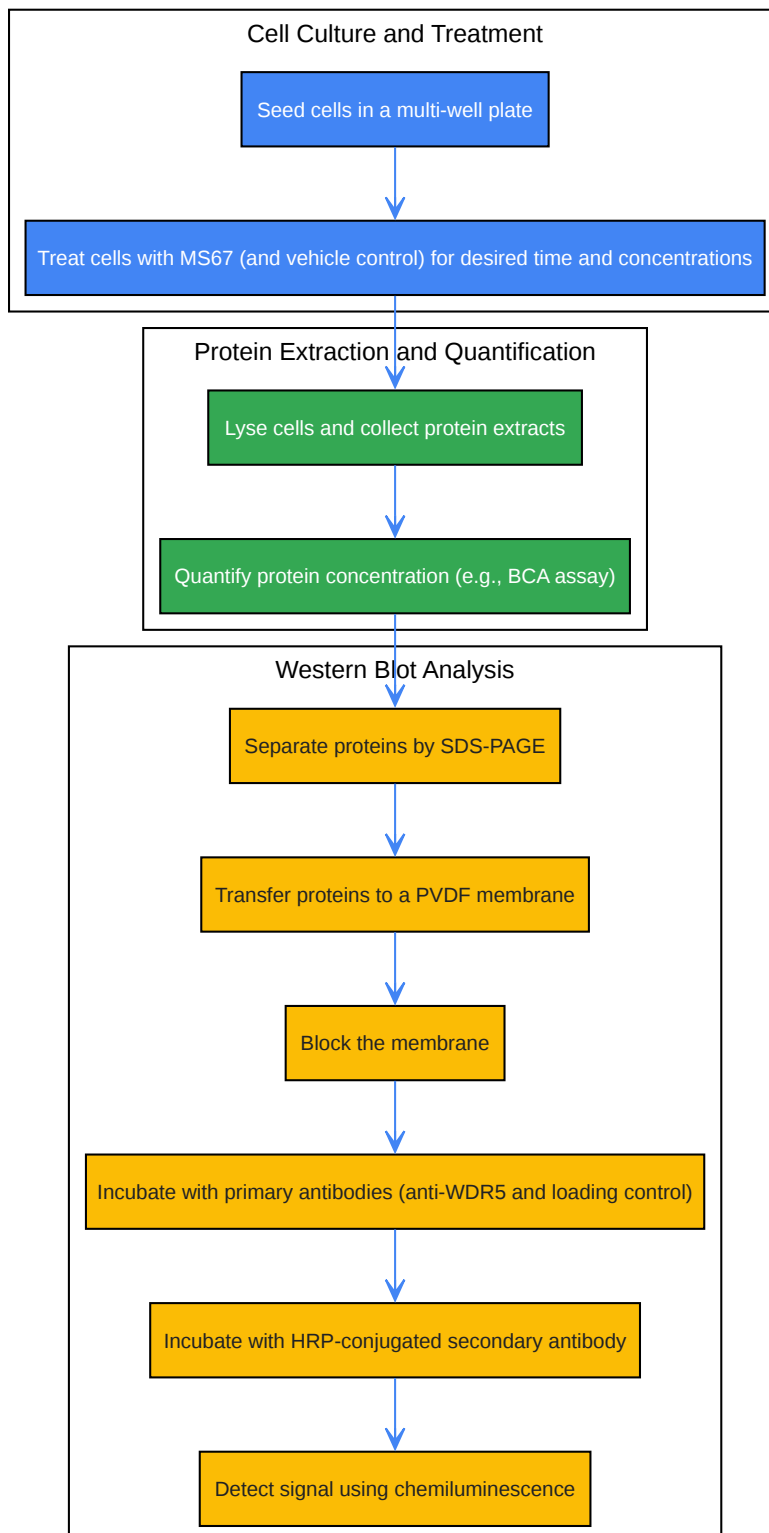 Cell Culture and Treatment
Seed cells in a multi-well plate
Treat cells with MS67 (and vehicle control) for desired time and concentrations
Protein Extraction and Quantification
Lyse cells and collect protein extracts
Quantify protein concentration (e.g., BCA assay)
Western Blot Analysis
Separate proteins by SDS-PAGE
Transfer proteins to a PVDF membrane
Block the membrane
Incubate with primary antibodies (anti-WDR5 and loading control)
Incubate with HRP-conjugated secondary antibody
Detect signal using chemiluminescence